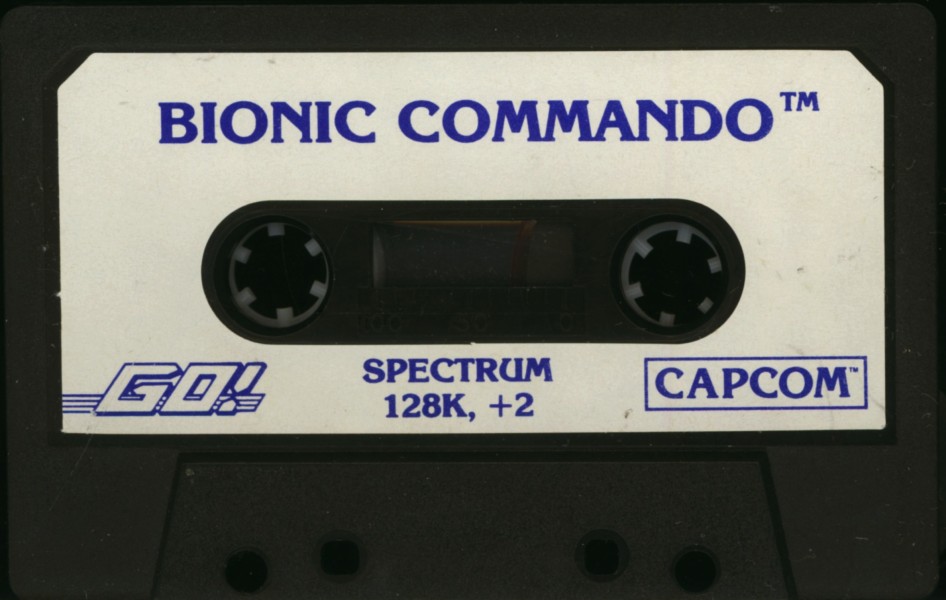 BIONIC COMMANDO™
GO!
SPECTRUM
128K, +2
CAPCOM™